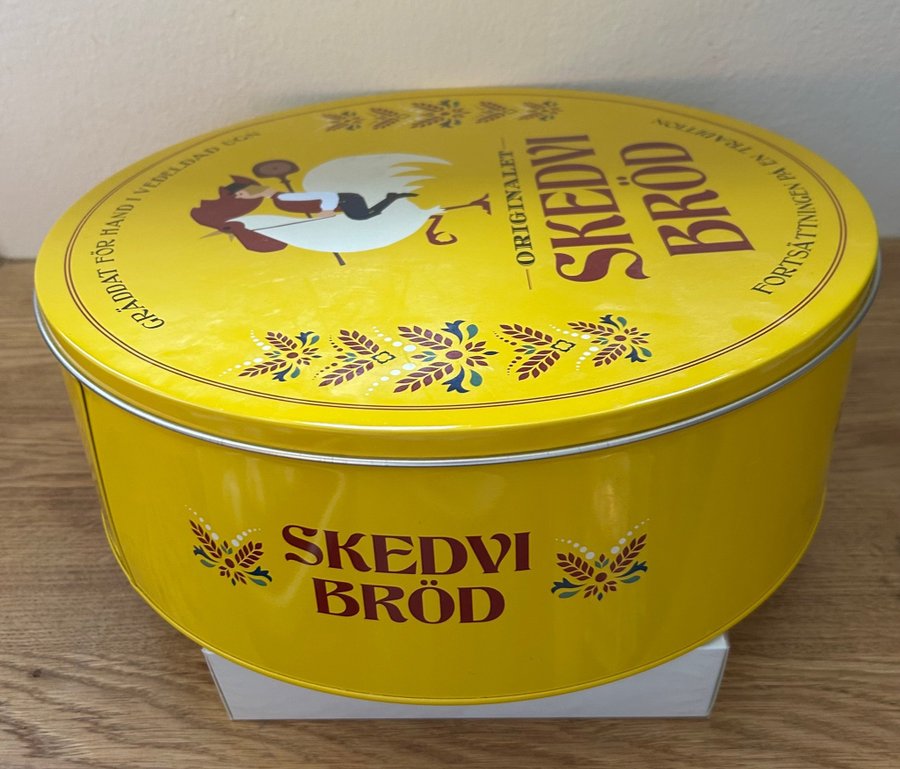 GRÄDDAT FÖR HAND I VEDELDAD UGN
ORIGINALET
SKEDVI
BRÖD
FORTSÄTTNINGEN PÅ EN TRADITION
SKEDVI
BRÖD